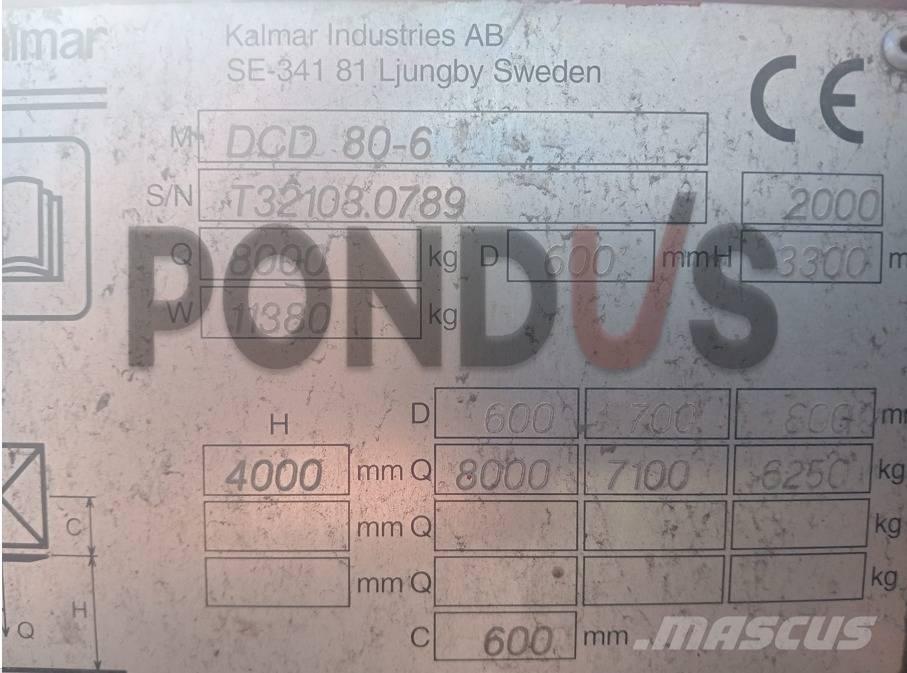 almar
Kalmar Industries AB
SE-341 81 Ljungby Sweden
CE
M DCD 80-6
S/N T32103.0789 2000
PONDUS
Q 8000 kg D 600 mm H 3300 m
W 11380 kg
H D 600 700 800 mm
4000 mm Q 8000 7100 6250 kg
mm Q kg
mm Q kg
C 600 mm
C
H
Q
.MASCUS